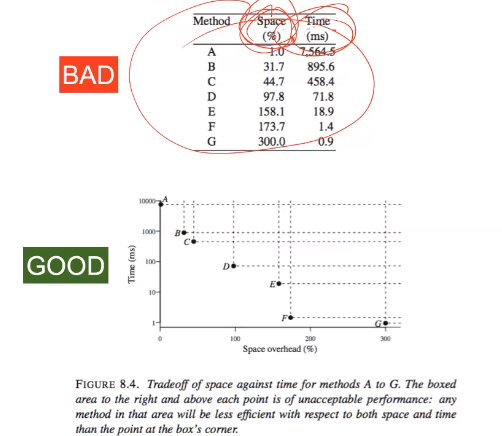 Method Space Time
(%) (ms)
A 1.0 7,564.5
B 31.7 895.6
C 44.7 458.4
D 97.8 71.8
E 158.1 18.9
F 173.7 1.4
G 300.0 0.9
BAD
GOOD
Time (ms)
10000
1000
100
10
1
A
B
C
D
E
F
G
0 100 200 300
Space overhead (%)
FIGURE 8.4. Tradeoff of space against time for methods A to G. The boxed
area to the right and above each point is of unacceptable performance: any
method in that area will be less efficient with respect to both space and time
than the point at the box's corner.